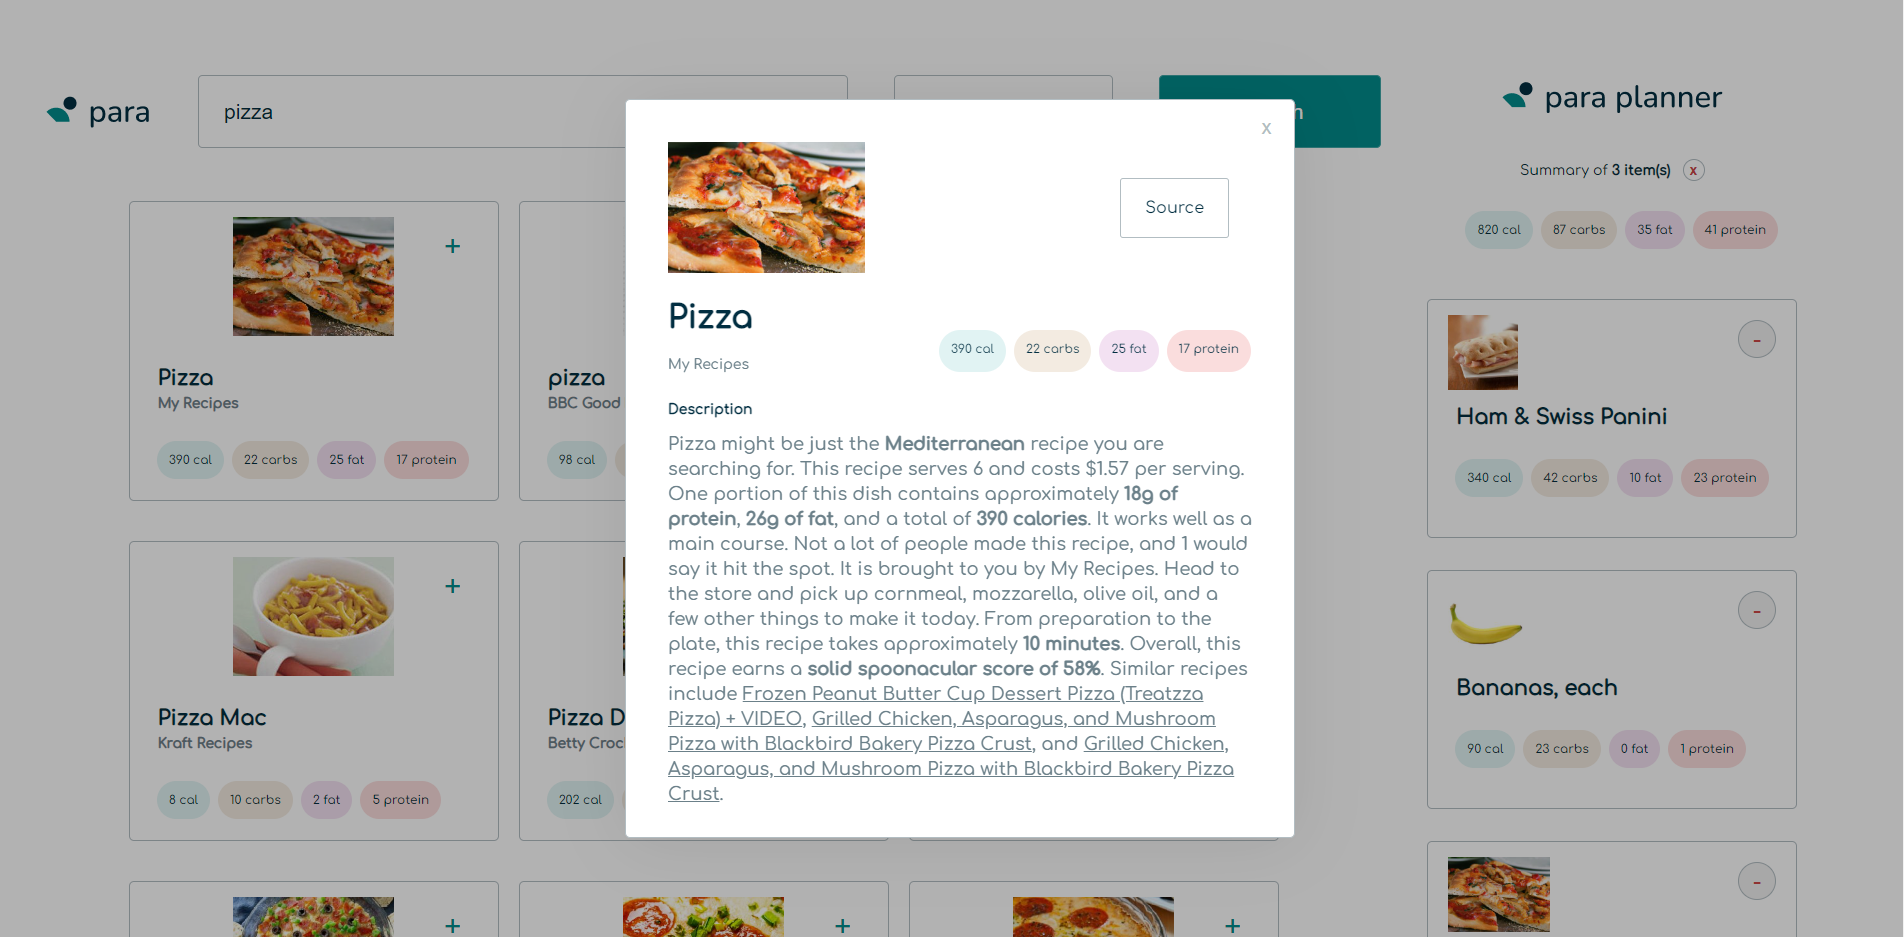 para
pizza
n
para planner
Summary of 3 item(s) x
820 cal 87 carbs 35 fat 41 protein
Pizza
My Recipes
390 cal 22 carbs 25 fat 17 protein
pizza
BBC Good
98 cal
Pizza Mac
Kraft Recipes
8 cal 10 carbs 2 fat 5 protein
Pizza D
Betty Croc
202 cal
x
Source
Pizza
My Recipes
390 cal 22 carbs 25 fat 17 protein
Description
Pizza might be just the Mediterranean recipe you are
searching for. This recipe serves 6 and costs $1.57 per serving.
One portion of this dish contains approximately 18g of
protein, 26g of fat, and a total of 390 calories. It works well as a
main course. Not a lot of people made this recipe, and 1 would
say it hit the spot. It is brought to you by My Recipes. Head to
the store and pick up cornmeal, mozzarella, olive oil, and a
few other things to make it today. From preparation to the
plate, this recipe takes approximately 10 minutes. Overall, this
recipe earns a solid spoonacular score of 58%. Similar recipes
include Frozen Peanut Butter Cup Dessert Pizza (Treatzza
Pizza) + VIDEO, Grilled Chicken, Asparagus, and Mushroom
Pizza with Blackbird Bakery Pizza Crust, and Grilled Chicken,
Asparagus, and Mushroom Pizza with Blackbird Bakery Pizza
Crust.
Ham & Swiss Panini
340 cal 42 carbs 10 fat 23 protein
Bananas, each
90 cal 23 carbs 0 fat 1 protein